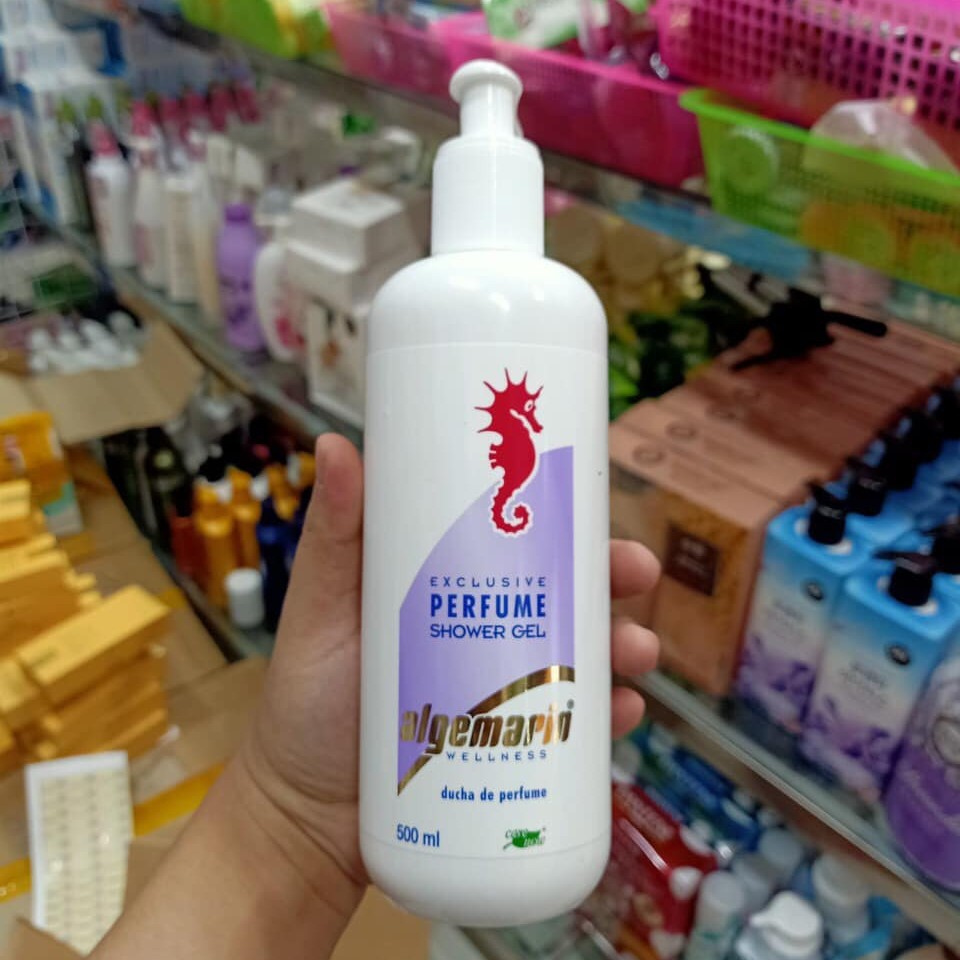 EXCLUSIVE
PERFUME
SHOWER GEL
algemarin®
WELLNESS
ducha de perfume
500 ml